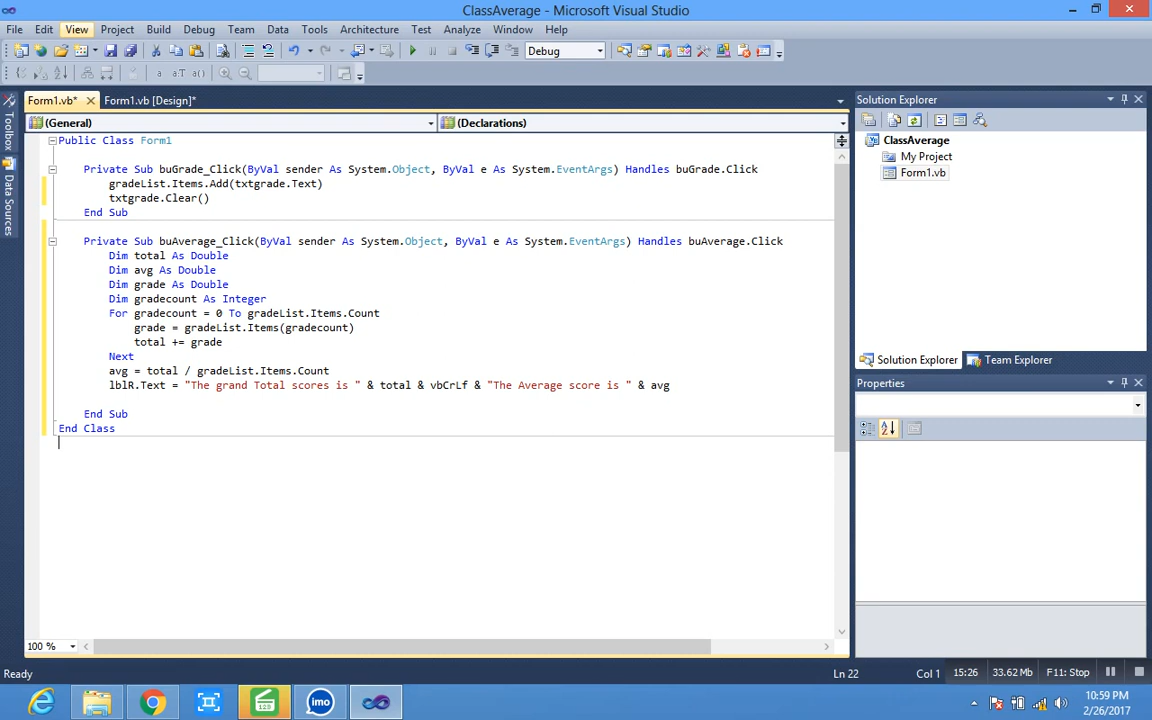 ClassAverage - Microsoft Visual Studio
File Edit View Project Build Debug Team Data Tools Architecture Test Analyze Window Help
Debug
Form1.vb* Form1.vb [Design]*
(General) (Declarations)
Public Class Form1
Private Sub buGrade_Click(ByVal sender As System.Object, ByVal e As System.EventArgs) Handles buGrade.Click
gradeList.Items.Add(txtgrade.Text)
txtgrade.Clear()
End Sub
Private Sub buAverage_Click(ByVal sender As System.Object, ByVal e As System.EventArgs) Handles buAverage.Click
Dim total As Double
Dim avg As Double
Dim grade As Double
Dim gradecount As Integer
For gradecount = 0 To gradeList.Items.Count
grade = gradeList.Items(gradecount)
total += grade
Next
avg = total / gradeList.Items.Count
lblR.Text = "The grand Total scores is " & total & vbCrLf & "The Average score is " & avg
End Sub
End Class
100 %
Toolbox
Data Sources
Solution Explorer
ClassAverage
My Project
Form1.vb
Solution Explorer Team Explorer
Properties
Ready
Ln 22 Col 1 15:26 33.62 Mb F11: Stop
123 imo
10:59 PM
2/26/2017